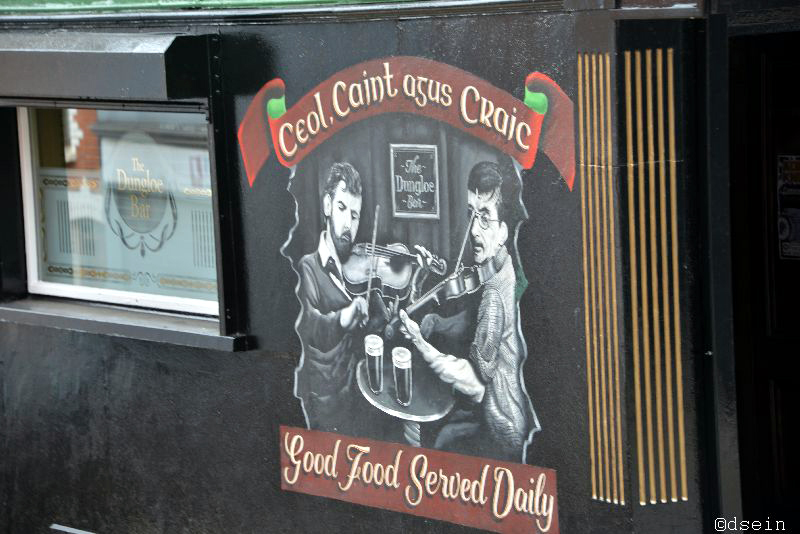 Ceol, Caint agus Craic
The
Dungloe
Bar
The
Dungloe
Bar
Good Food Served Daily
©dsein